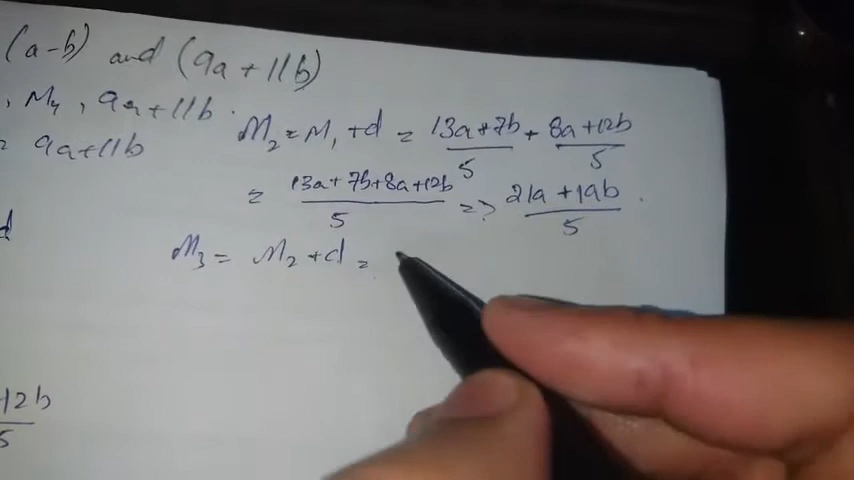 (a-b) and (9a+11b)
, M4, 9a+11b.
= 9a+11b
M2 = M1 + d = 13a+7b/5 + 8a+12b/5
= 13a+7b+8a+12b/5 => 21a+19b/5.
d
M3 = M2 + d =
+12b/5